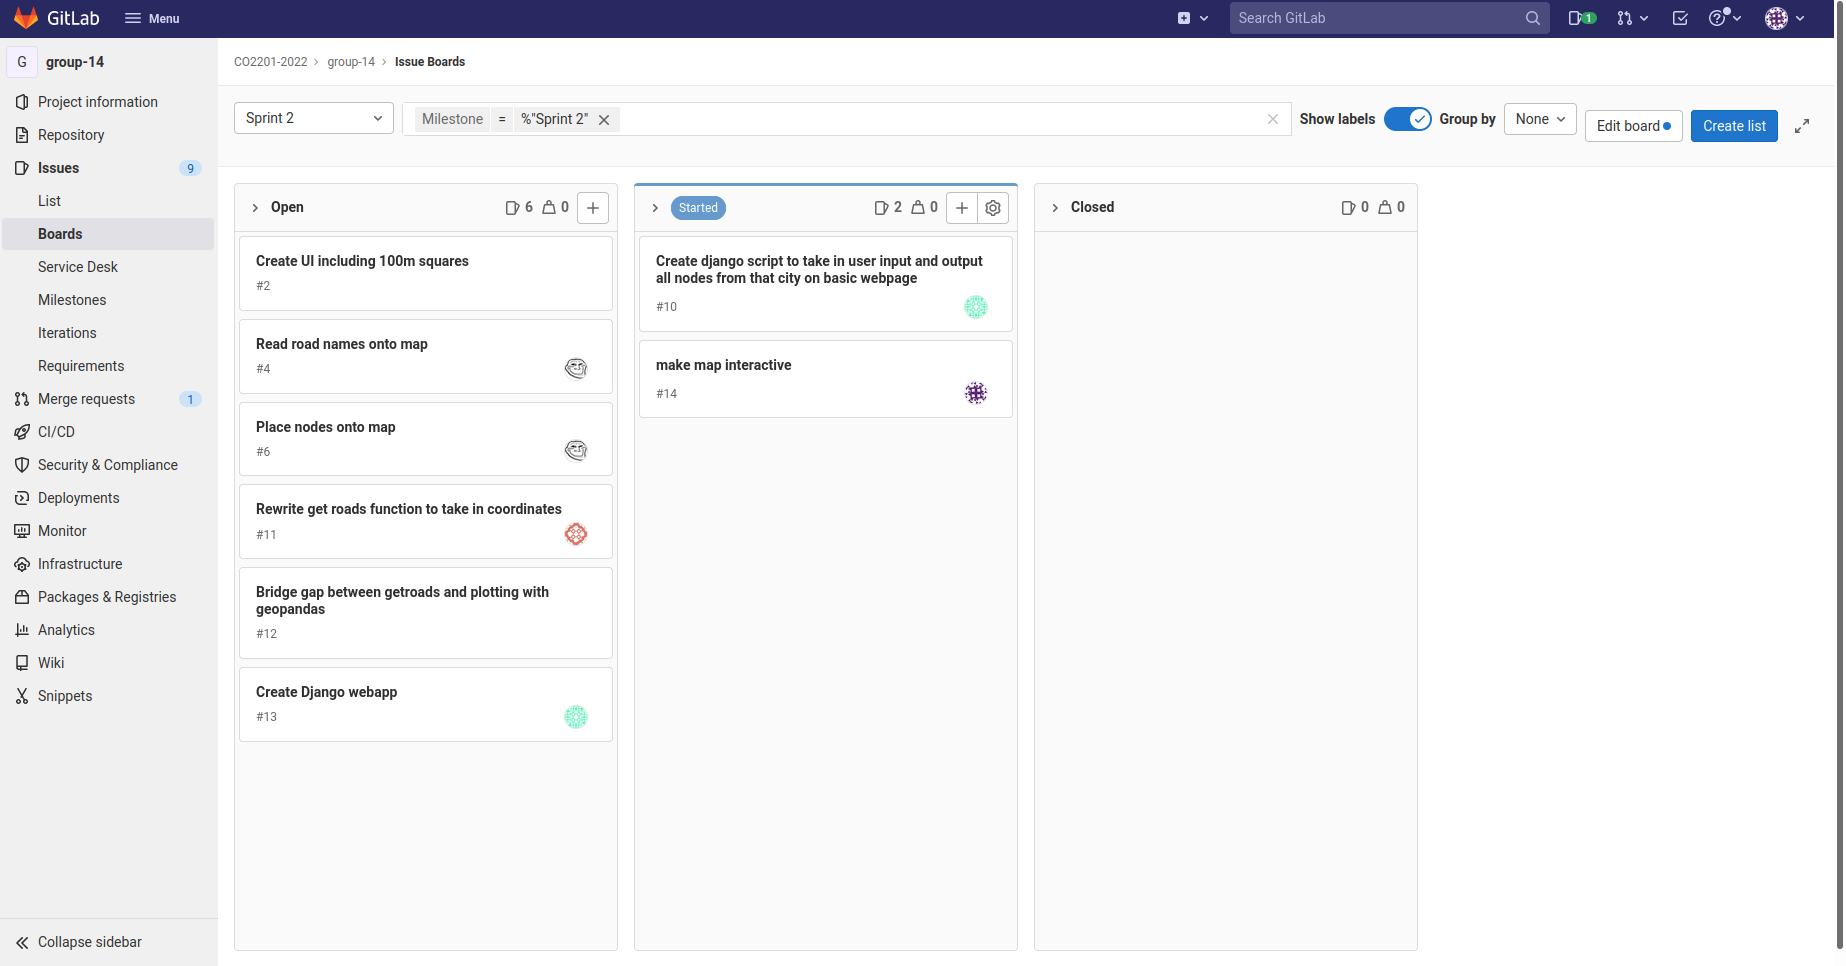 GitLab
Menu
Search GitLab
1
G
group-14
Project information
Repository
Issues
9
List
Boards
Service Desk
Milestones
Iterations
Requirements
Merge requests
1
CI/CD
Security & Compliance
Deployments
Monitor
Infrastructure
Packages & Registries
Analytics
Wiki
Snippets
Collapse sidebar
CO2201-2022 › group-14 › Issue Boards
Sprint 2
Milestone = %"Sprint 2"
Show labels
Group by
None
Edit board
Create list
Open
6
0
Create UI including 100m squares
#2
Read road names onto map
#4
Place nodes onto map
#6
Rewrite get roads function to take in coordinates
#11
Bridge gap between getroads and plotting with
geopandas
#12
Create Django webapp
#13
Started
2
0
Create django script to take in user input and output
all nodes from that city on basic webpage
#10
make map interactive
#14
Closed
0
0